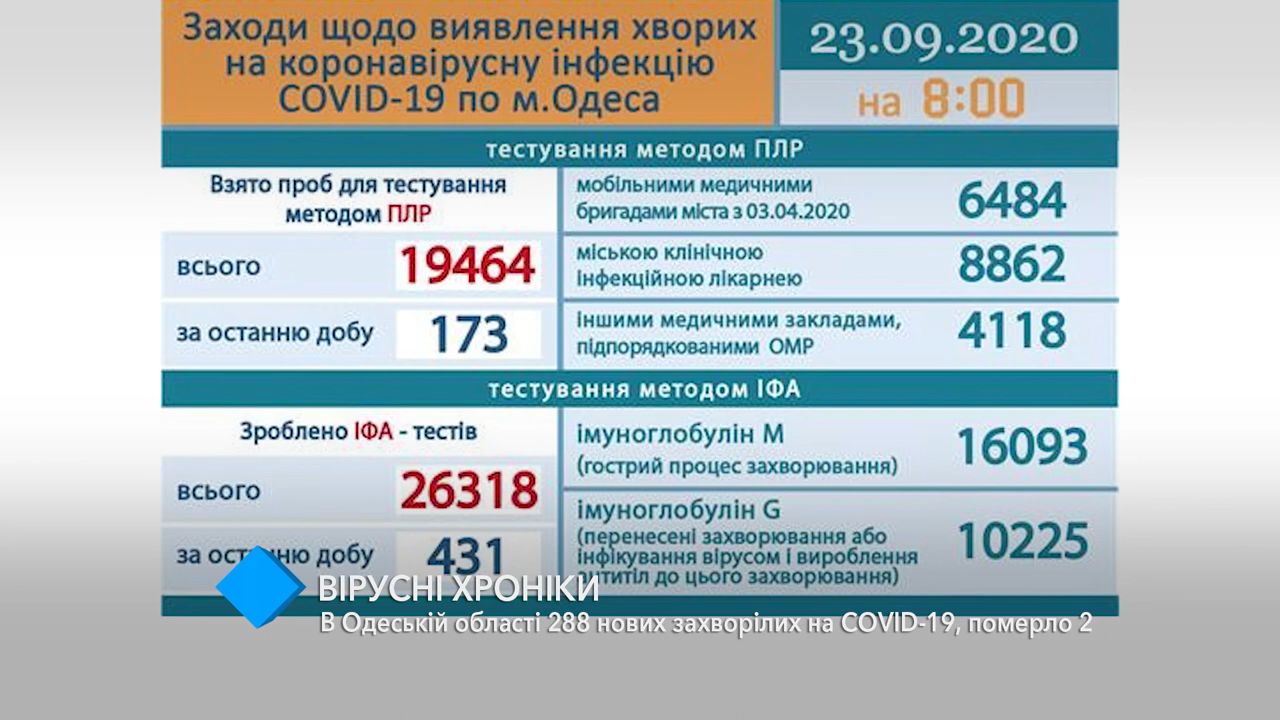 Заходи щодо виявлення хворих
на коронавірусну інфекцію
COVID-19 по м.Одеса
23.09.2020
на 8:00
тестування методом ПЛР
Взято проб для тестування
методом ПЛР
всього 19464
за останню добу 173
мобільними медичними
бригадами міста з 03.04.2020
6484
міською клінічною
інфекційною лікарнею
8862
іншими медичними закладами,
підпорядкованими ОМР
4118
тестування методом ІФА
Зроблено ІФА - тестів
всього 26318
за останню добу 431
імуноглобулін М
(гострий процес захворювання)
16093
імуноглобулін G
(перенесені захворювання або
інфікування вірусом і вироблення
антитіл до цього захворювання)
10225
ВІРУСНІ ХРОНІКИ
В Одеській області 288 нових захворілих на COVID-19, померло 2